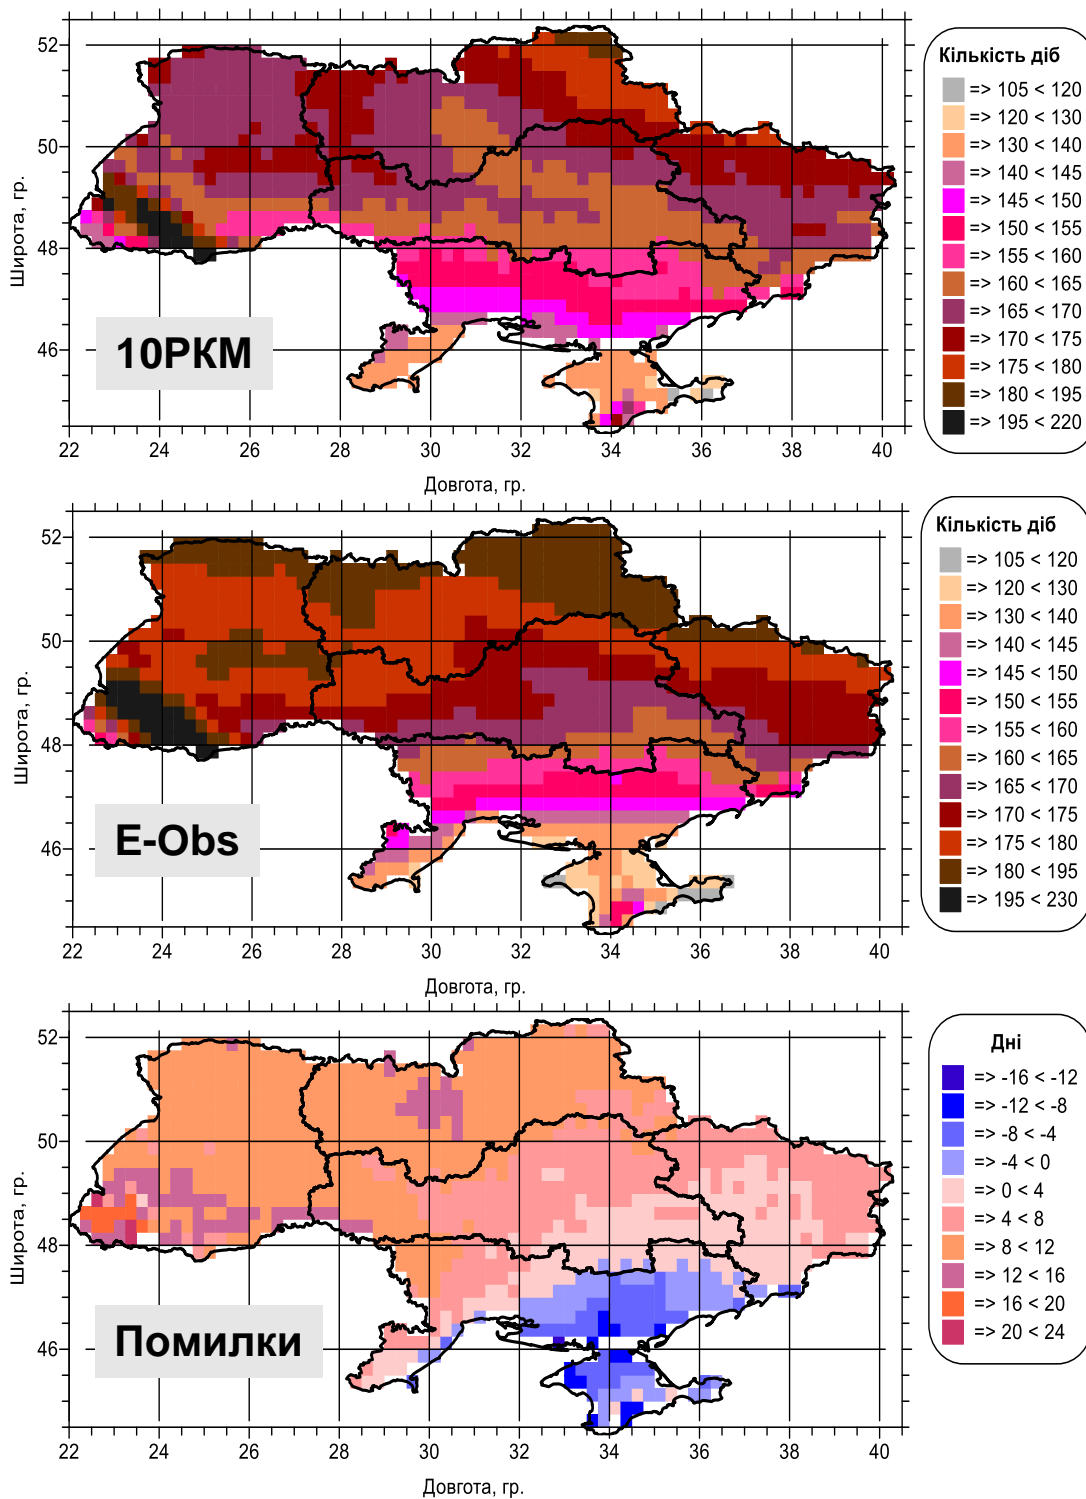 52
50
48
46
Широта, гр.
10РКМ
22 24 26 28 30 32 34 36 38 40
Довгота, гр.
Кількість діб
=> 105 < 120
=> 120 < 130
=> 130 < 140
=> 140 < 145
=> 145 < 150
=> 150 < 155
=> 155 < 160
=> 160 < 165
=> 165 < 170
=> 170 < 175
=> 175 < 180
=> 180 < 195
=> 195 < 220
52
50
48
46
Широта, гр.
E-Obs
22 24 26 28 30 32 34 36 38 40
Довгота, гр.
Кількість діб
=> 105 < 120
=> 120 < 130
=> 130 < 140
=> 140 < 145
=> 145 < 150
=> 150 < 155
=> 155 < 160
=> 160 < 165
=> 165 < 170
=> 170 < 175
=> 175 < 180
=> 180 < 195
=> 195 < 230
52
50
48
46
Широта, гр.
Помилки
22 24 26 28 30 32 34 36 38 40
Довгота, гр.
Дні
=> -16 < -12
=> -12 < -8
=> -8 < -4
=> -4 < 0
=> 0 < 4
=> 4 < 8
=> 8 < 12
=> 12 < 16
=> 16 < 20
=> 20 < 24